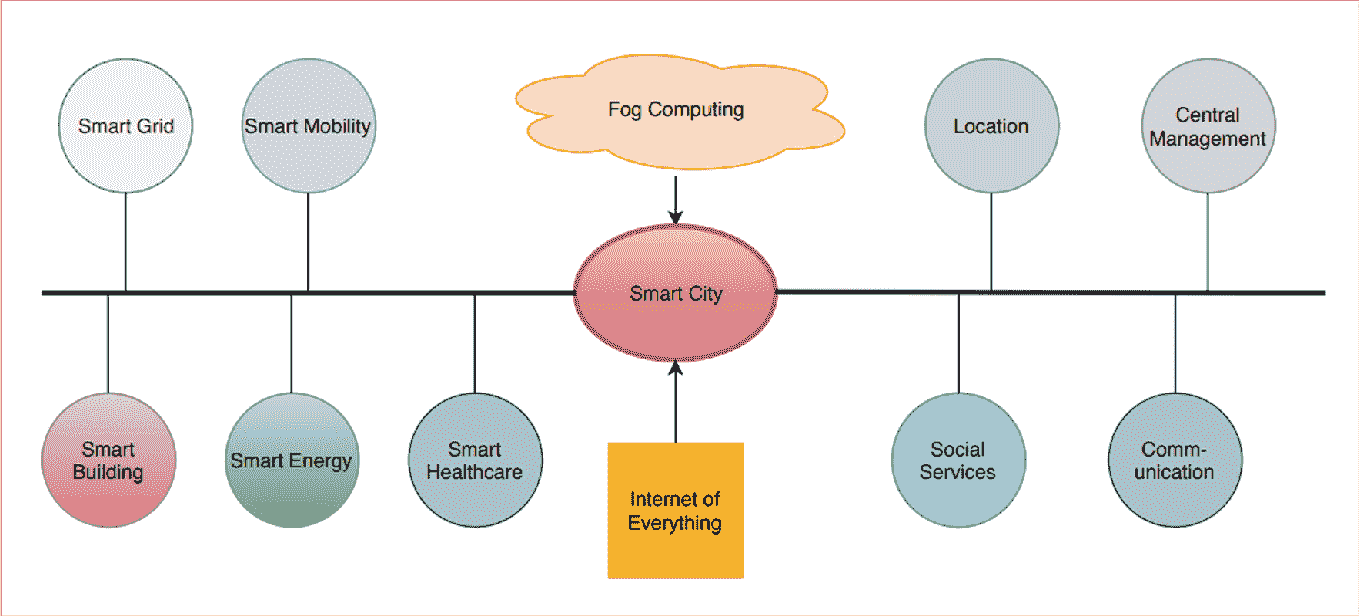 Smart Grid
Smart Mobility
Fog Computing
Location
Central
Management
Smart City
Smart
Building
Smart Energy
Smart
Healthcare
Internet of
Everything
Social
Services
Comm-
unication